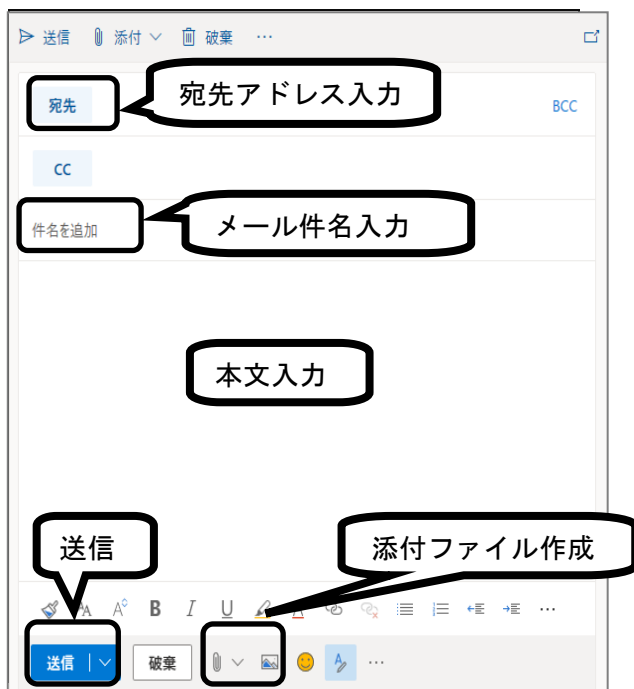 送信 添付 破棄 …
宛先 宛先アドレス入力 BCC
CC
件名を追加 メール件名入力
本文入力
送信 添付ファイル作成
B I U A …
送信 破棄 …